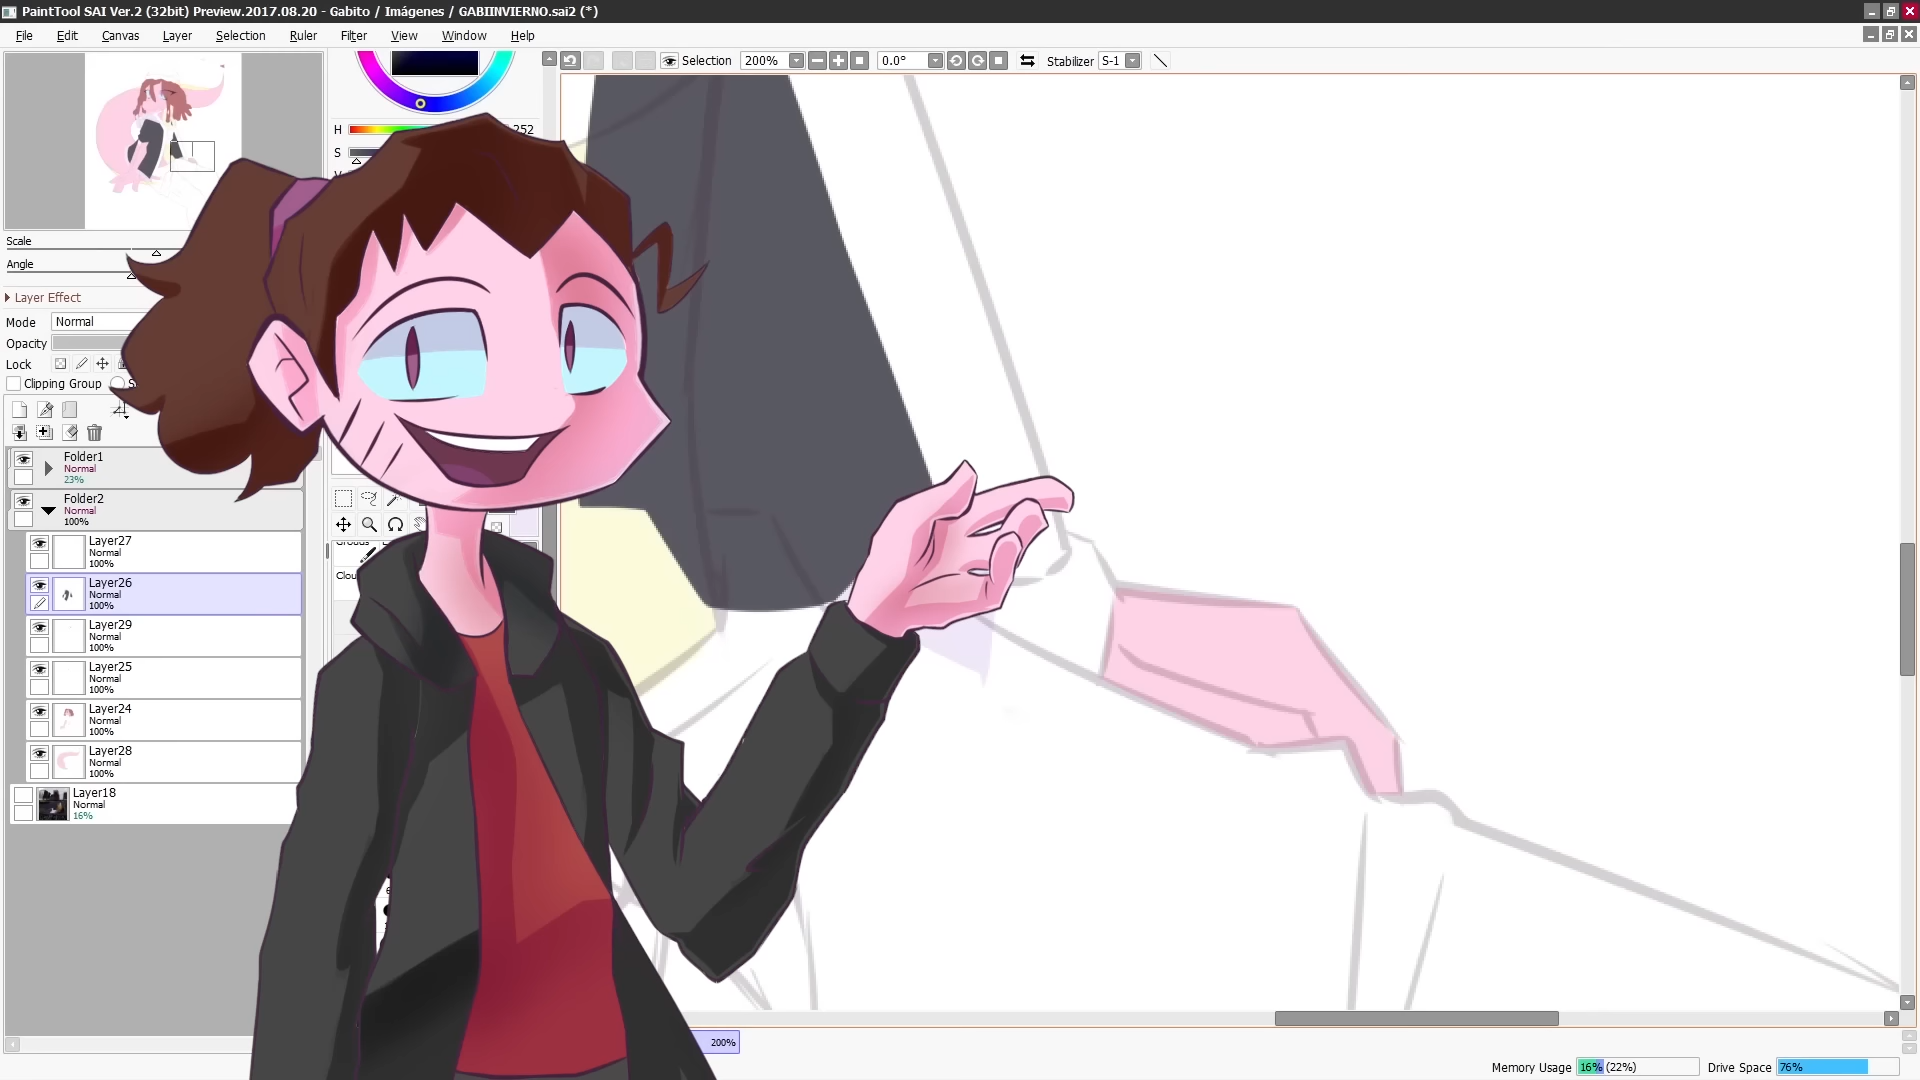 PaintTool SAI Ver.2 (32bit) Preview.2017.08.20 - Gabito / Imágenes / GABIINVIERNO.sai2 (*)
File Edit Canvas Layer Selection Ruler Filter View Window Help
Selection 200% 0.0° Stabilizer S-1
H 252
S
Scale
Angle
Layer Effect
Mode Normal
Opacity
Lock
Clipping Group
Folder1
Normal
23%
Folder2
Normal
100%
Layer27
Normal
100%
Layer26
Normal
100%
Layer29
Normal
100%
Layer25
Normal
100%
Layer24
Normal
100%
Layer28
Normal
100%
Layer18
Normal
16%
Clou
200%
Memory Usage 16% (22%) Drive Space 76%